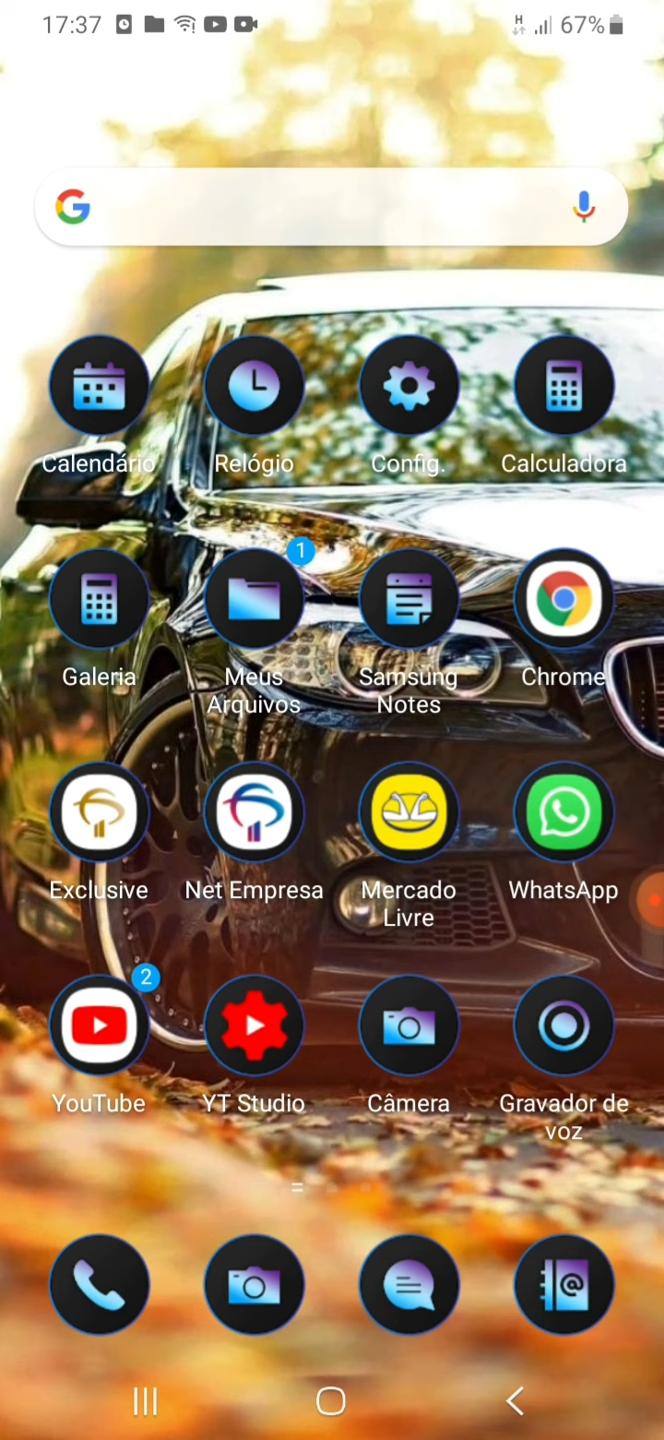 17:37
H
67%
G
Calendário
Relógio
Config.
Calculadora
1
Galeria
Meus
Arquivos
Samsung
Notes
Chrome
Exclusive
Net Empresa
Mercado
Livre
WhatsApp
2
YouTube
YT Studio
Câmera
Gravador de
voz
@